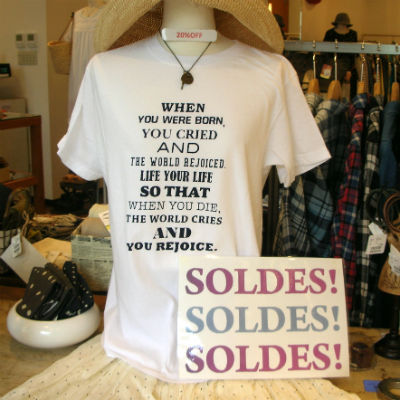 20%OFF
WHEN
YOU WERE BORN,
YOU CRIED
AND
THE WORLD REJOICED.
LIFE YOUR LIFE
SO THAT
WHEN YOU DIE,
THE WORLD CRIES
AND
YOU REJOICE.
SOLDES!
SOLDES!
SOLDES!